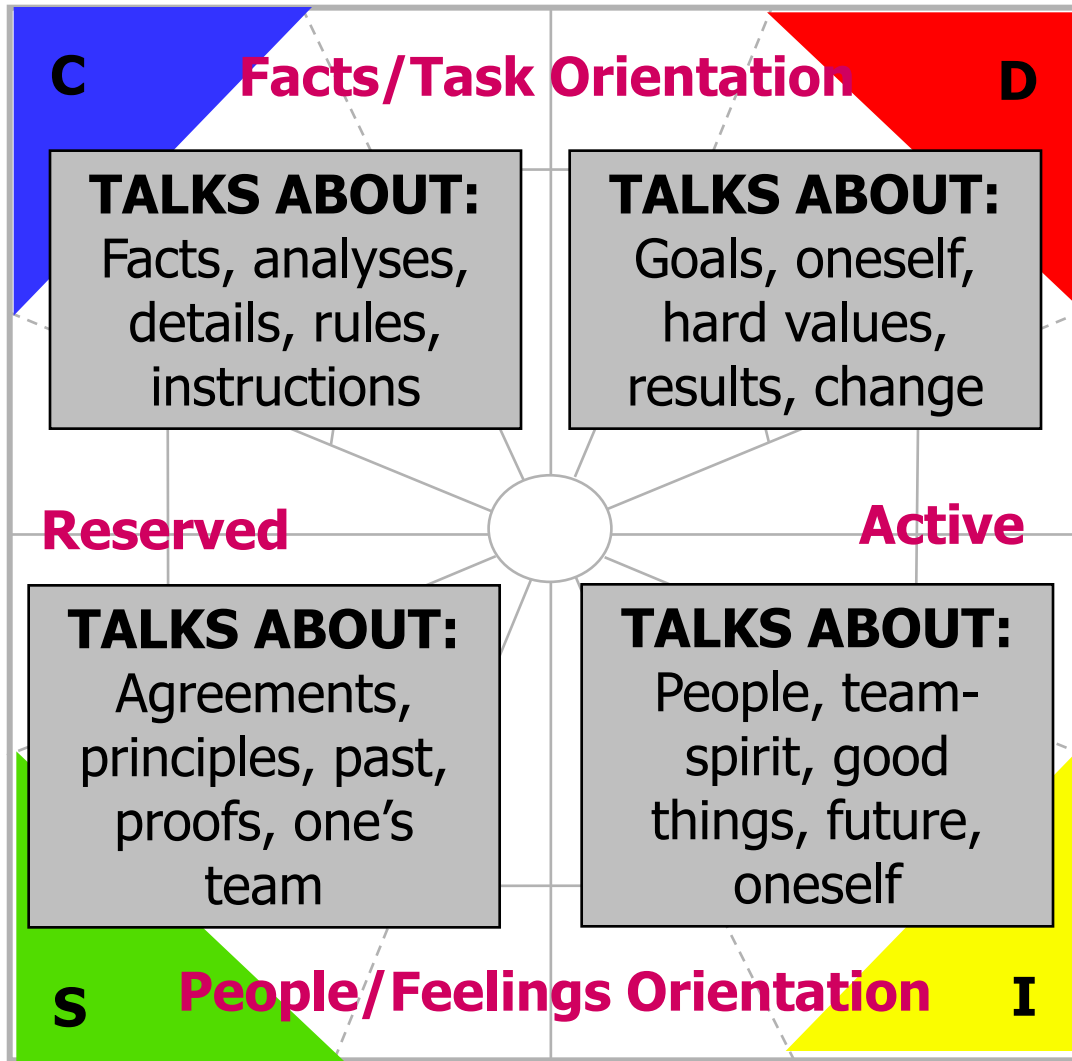 C
Facts/Task Orientation
D
TALKS ABOUT:
Facts, analyses,
details, rules,
instructions
TALKS ABOUT:
Goals, oneself,
hard values,
results, change
Reserved
Active
TALKS ABOUT:
Agreements,
principles, past,
proofs, one’s
team
TALKS ABOUT:
People, team-
spirit, good
things, future,
oneself
S
People/Feelings Orientation
I